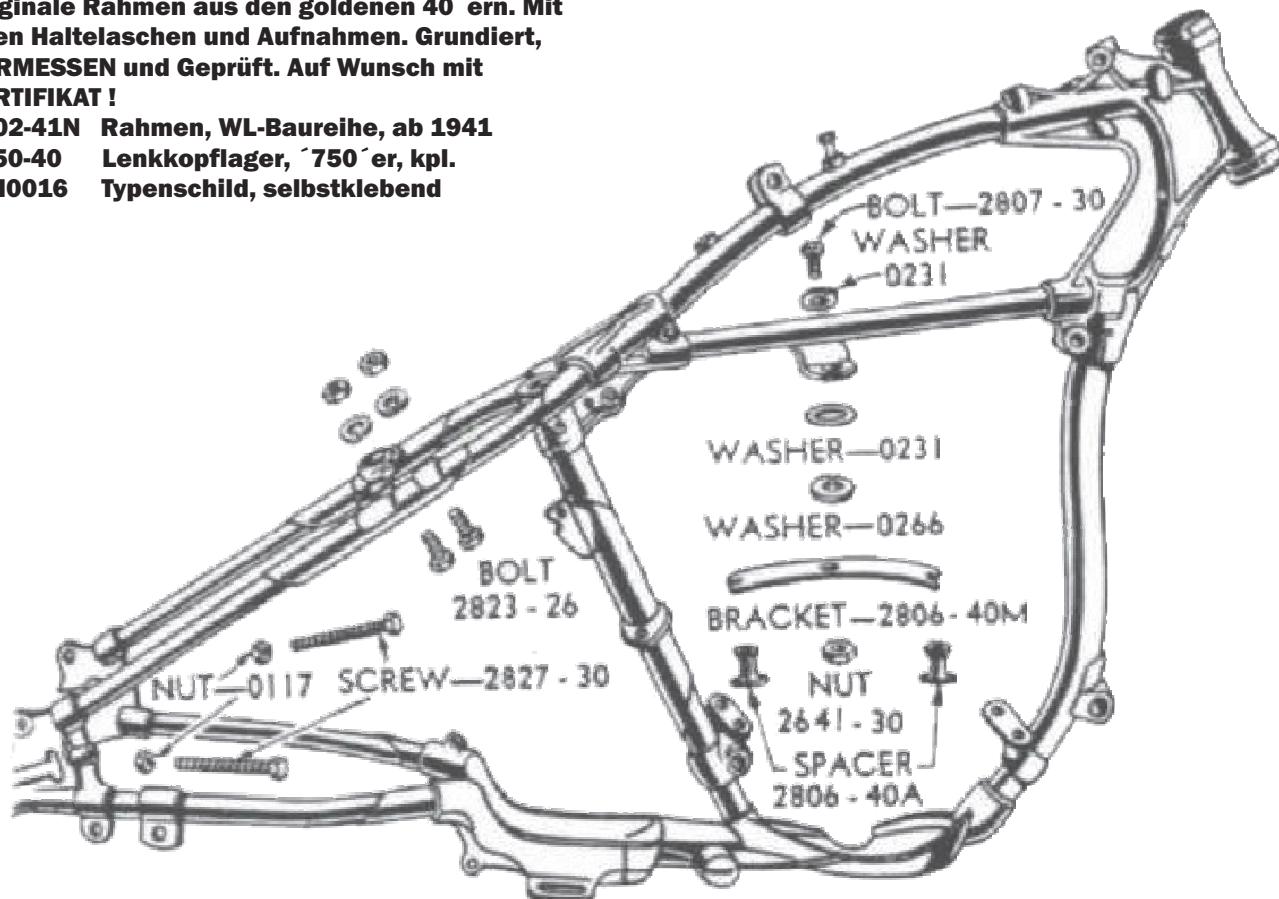 ginale Rahmen aus den goldenen 40´ern. Mit
en Haltelaschen und Aufnahmen. Grundiert,
RMESSEN und Geprüft. Auf Wunsch mit
RTIFIKAT !
02-41N Rahmen, WL-Baureihe, ab 1941
50-40 Lenkkopflager, ´750´er, kpl.
0016 Typenschild, selbstklebend
BOLT—2807 - 30
WASHER
0231
WASHER—0231
WASHER—0266
BOLT
2823 - 26
BRACKET—2806 - 40M
NUT—0117
SCREW—2827 - 30
NUT
2641 - 30
SPACER
2806 - 40A